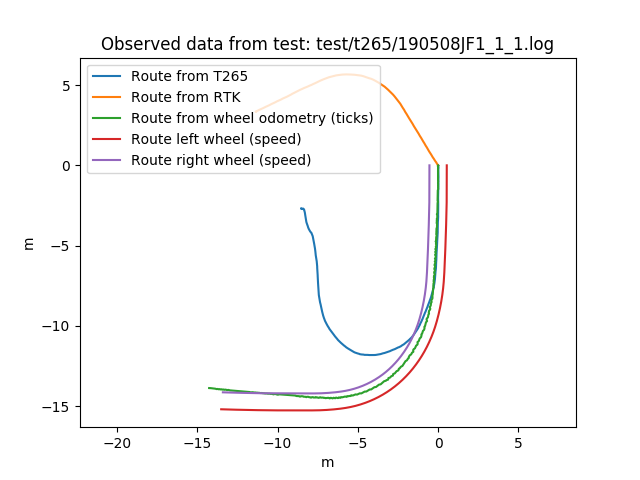 Observed data from test: test/t265/190508JF1_1_1.log
Route from T265
Route from RTK
Route from wheel odometry (ticks)
Route left wheel (speed)
Route right wheel (speed)
5
0
−5
−10
−15
m
−20
−15
−10
−5
0
5
m